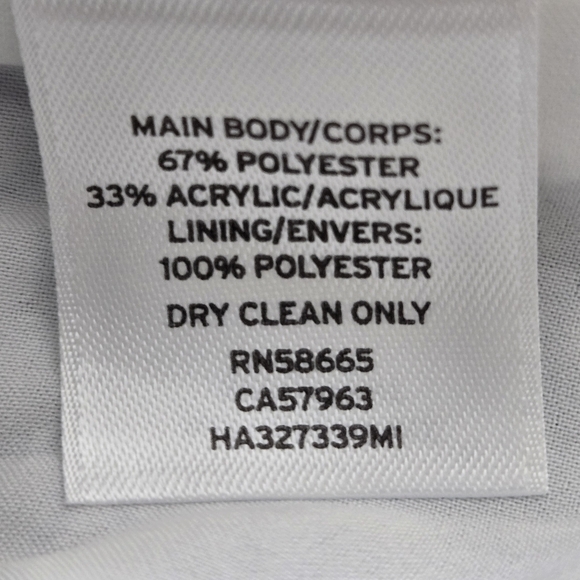 MAIN BODY/CORPS:
67% POLYESTER
33% ACRYLIC/ACRYLIQUE
LINING/ENVERS:
100% POLYESTER
DRY CLEAN ONLY
RN58665
CA57963
HA327339MI